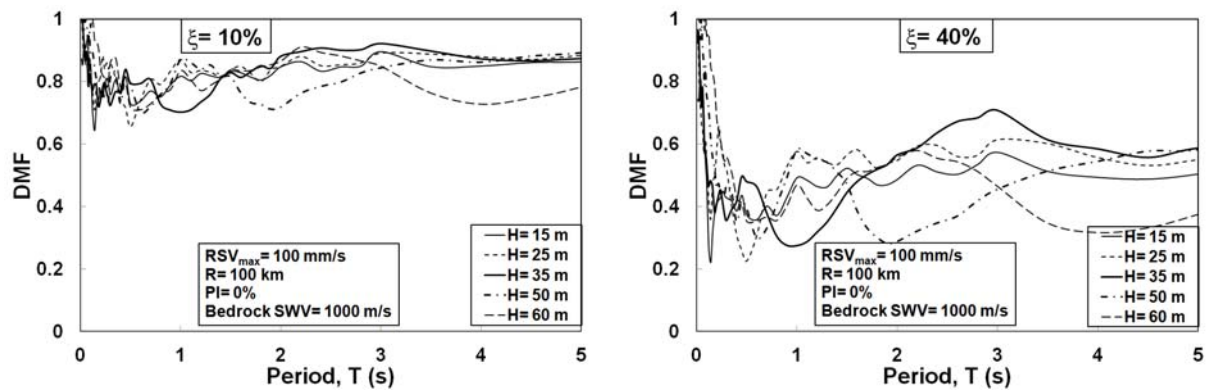 ξ= 10%
DMF
1
0.8
0.6
0.4
0.2
0
RSVmax= 100 mm/s
R= 100 km
PI= 0%
Bedrock SWV= 1000 m/s
H= 15 m
H= 25 m
H= 35 m
H= 50 m
H= 60 m
0 1 2 3 4 5
Period, T (s)
ξ= 40%
DMF
1
0.8
0.6
0.4
0.2
0
RSVmax= 100 mm/s
R= 100 km
PI= 0%
Bedrock SWV= 1000 m/s
H= 15 m
H= 25 m
H= 35 m
H= 50 m
H= 60 m
0 1 2 3 4 5
Period, T (s)